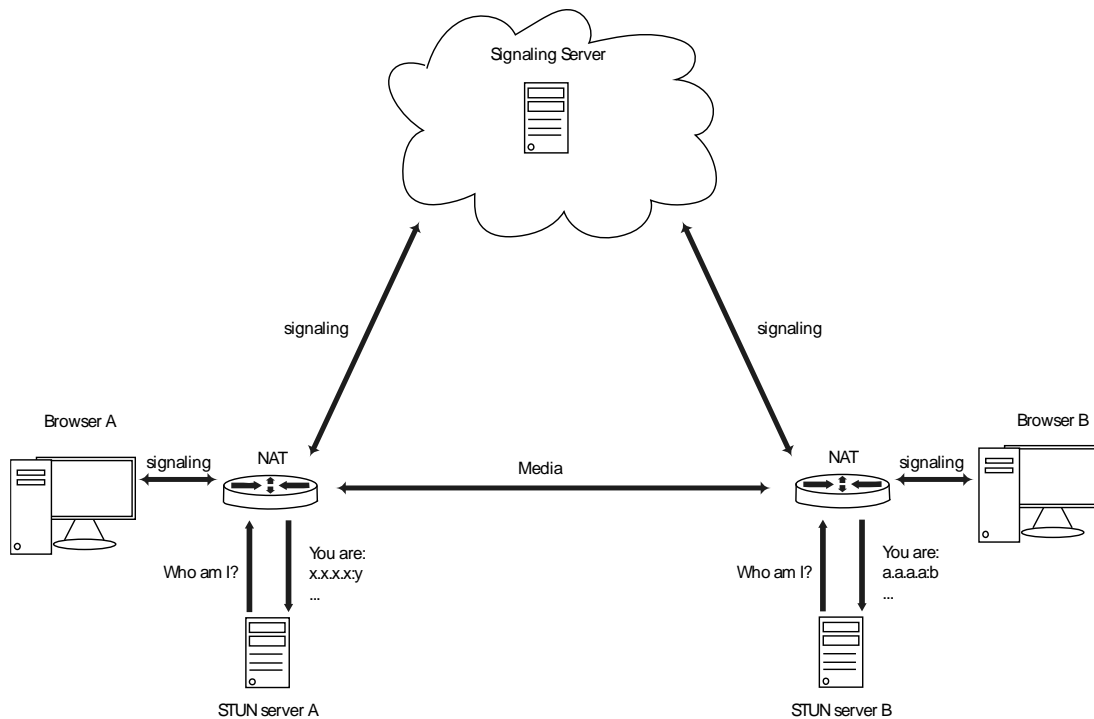 Signaling Server
signaling
signaling
Browser A
Browser B
signaling
NAT
Media
NAT
signaling
Who am I?
You are:
x.x.x.x:y
...
Who am I?
You are:
a.a.a.a:b
...
STUN server A
STUN server B